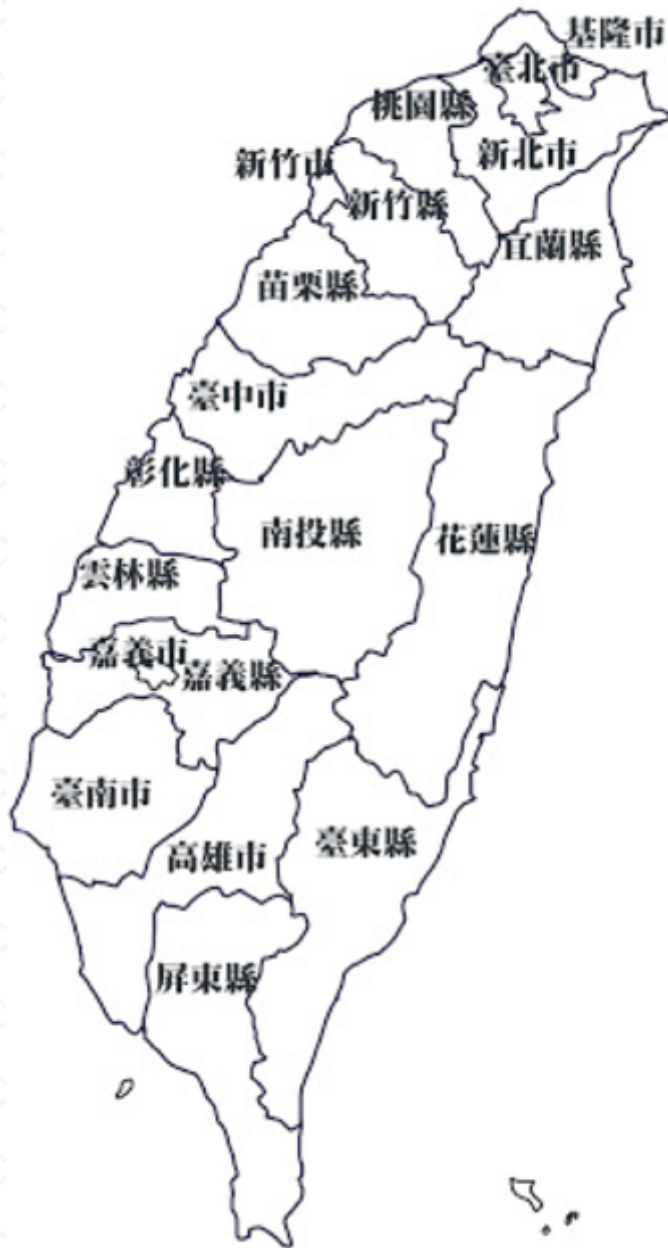 基隆市
臺北市
桃園縣
新北市
新竹市
新竹縣
宜蘭縣
苗栗縣
臺中市
彰化縣
南投縣
花蓮縣
雲林縣
嘉義市
嘉義縣
臺南市
高雄市
臺東縣
屏東縣